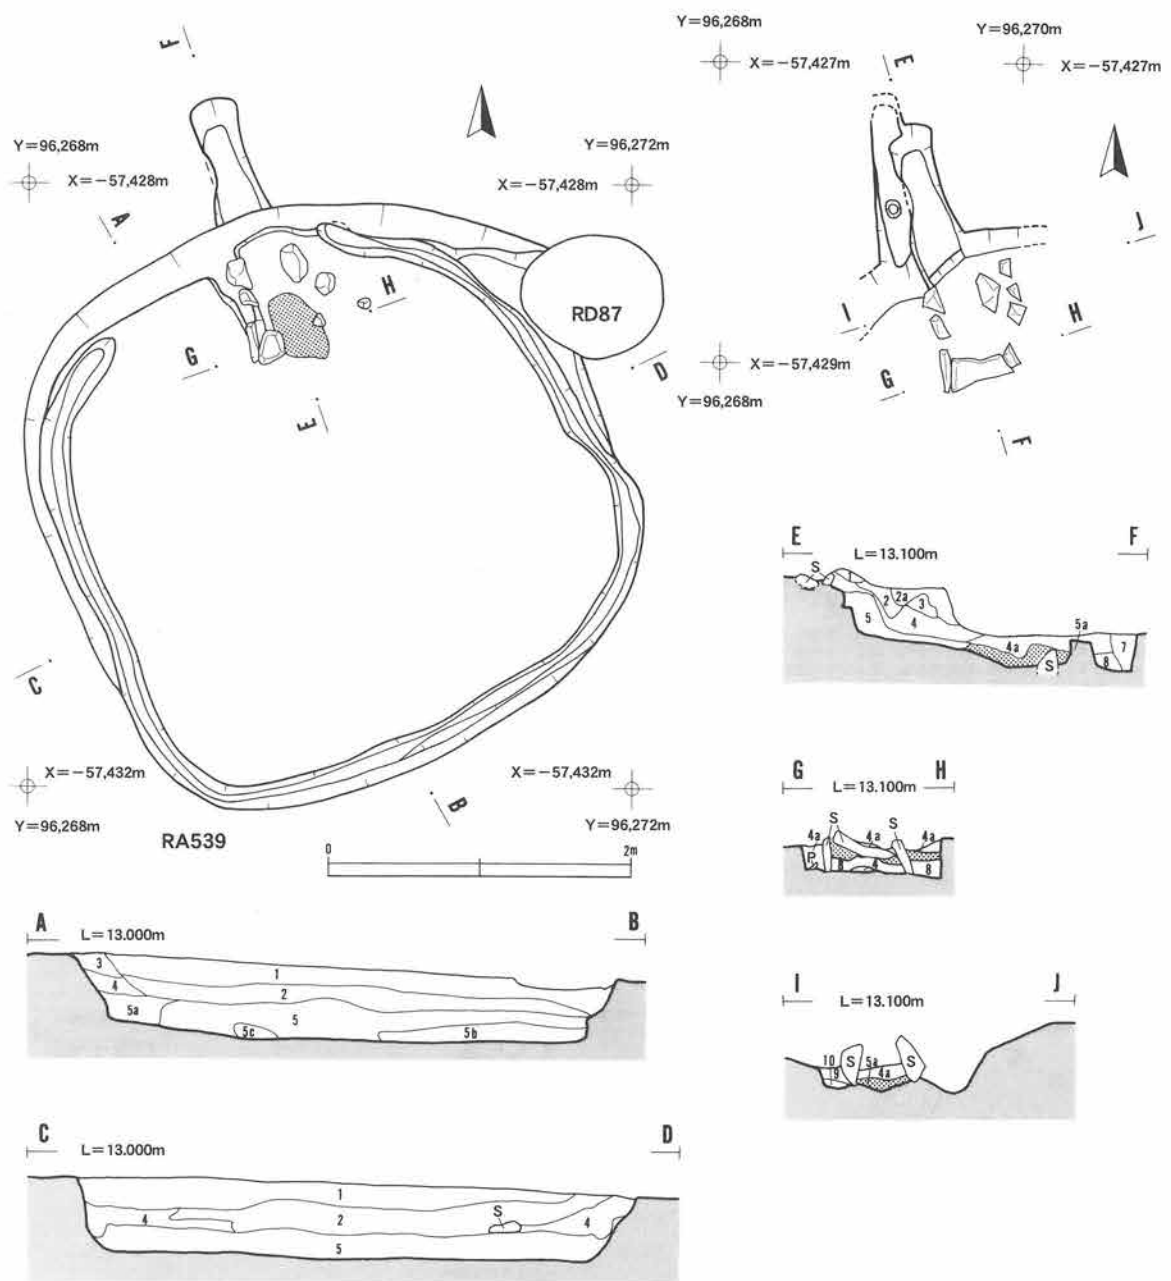 F
Y=96,268m
Y=96,272m
X=-57,428m
X=-57,428m
A
H
RD87
G
D
E
C
X=-57,432m
X=-57,432m
B
Y=96,268m
Y=96,272m
RA539
0
2m
Y=96,268m
Y=96,270m
X=-57,427m
X=-57,427m
E
J
I
H
X=-57,429m
G
Y=96,268m
F
E
F
L=13.100m
S
2
2a
3
5
4
5a
4a
S
7
8
G
H
L=13.100m
S
S
4a
4a
4a
P
8
4
8
I
J
L=13.100m
10
S
5a
S
9
4a
A
B
L=13.000m
3
1
4
2
5a
5
5c
5b
C
D
L=13.000m
1
S
4
2
4
5